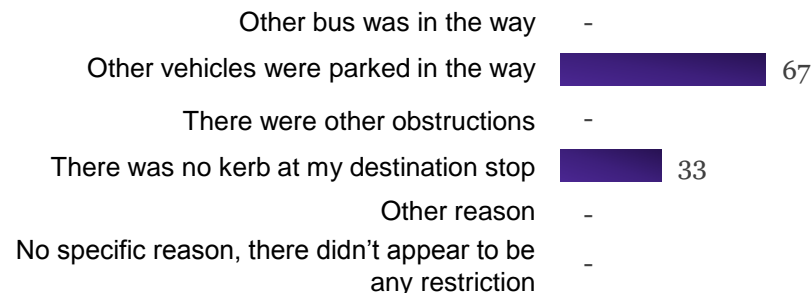 Other bus was in the way -
Other vehicles were parked in the way 67
There were other obstructions -
There was no kerb at my destination stop 33
Other reason -
No specific reason, there didn’t appear to be
any restriction -